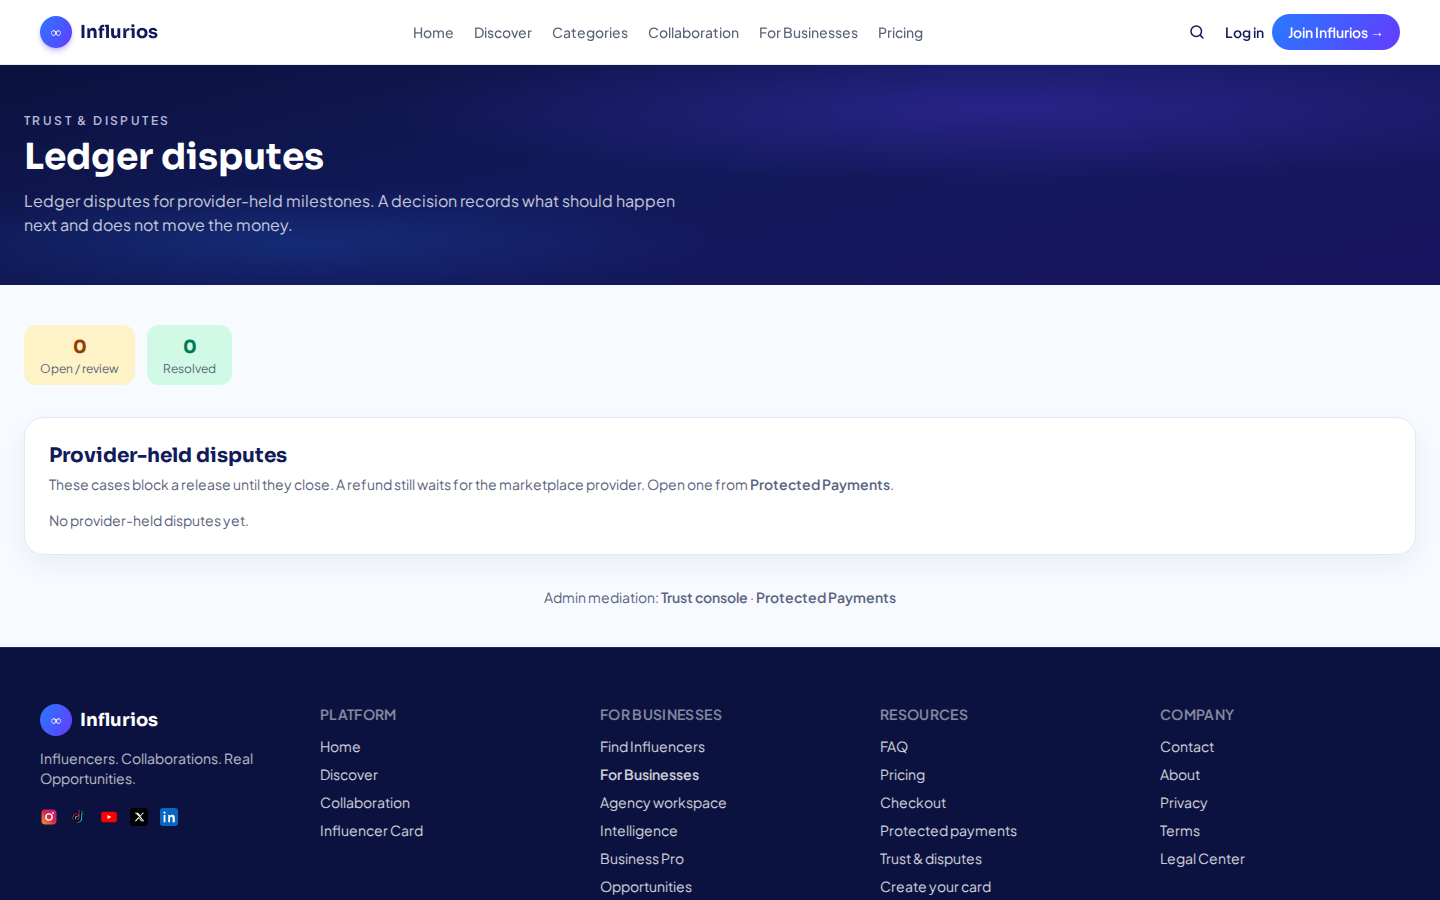 Influrios
Home
Discover
Categories
Collaboration
For Businesses
Pricing
Log in
Join Influrios →
TRUST & DISPUTES
Ledger disputes
Ledger disputes for provider-held milestones. A decision records what should happen
next and does not move the money.
0
Open / review
0
Resolved
Provider-held disputes
These cases block a release until they close. A refund still waits for the marketplace provider. Open one from Protected Payments.
No provider-held disputes yet.
Admin mediation: Trust console · Protected Payments
Influrios
Influencers. Collaborations. Real
Opportunities.
PLATFORM
Home
Discover
Collaboration
Influencer Card
FOR BUSINESSES
Find Influencers
For Businesses
Agency workspace
Intelligence
Business Pro
Opportunities
RESOURCES
FAQ
Pricing
Checkout
Protected payments
Trust & disputes
Create your card
COMPANY
Contact
About
Privacy
Terms
Legal Center